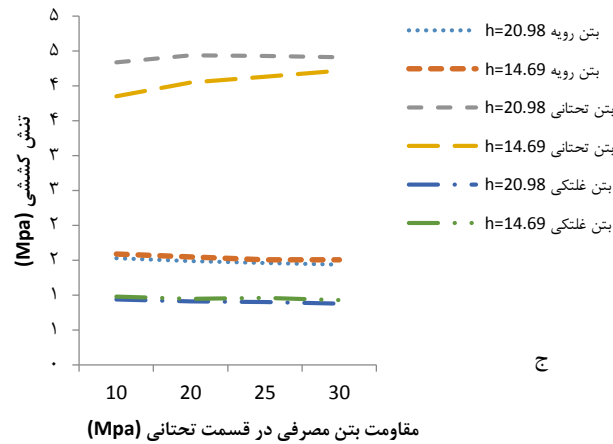 ۵
۵
۴
۴
۳
۳
۲
۲
۱
۱
۰
تنش کششی (Mpa)
10 20 25 30
مقاومت بتن مصرفی در قسمت تحتانی (Mpa)
بتن رویه h=20.98
بتن رویه h=14.69
بتن تحتانی h=20.98
بتن تحتانی h=14.69
بتن غلتکی h=20.98
بتن غلتکی h=14.69
ج